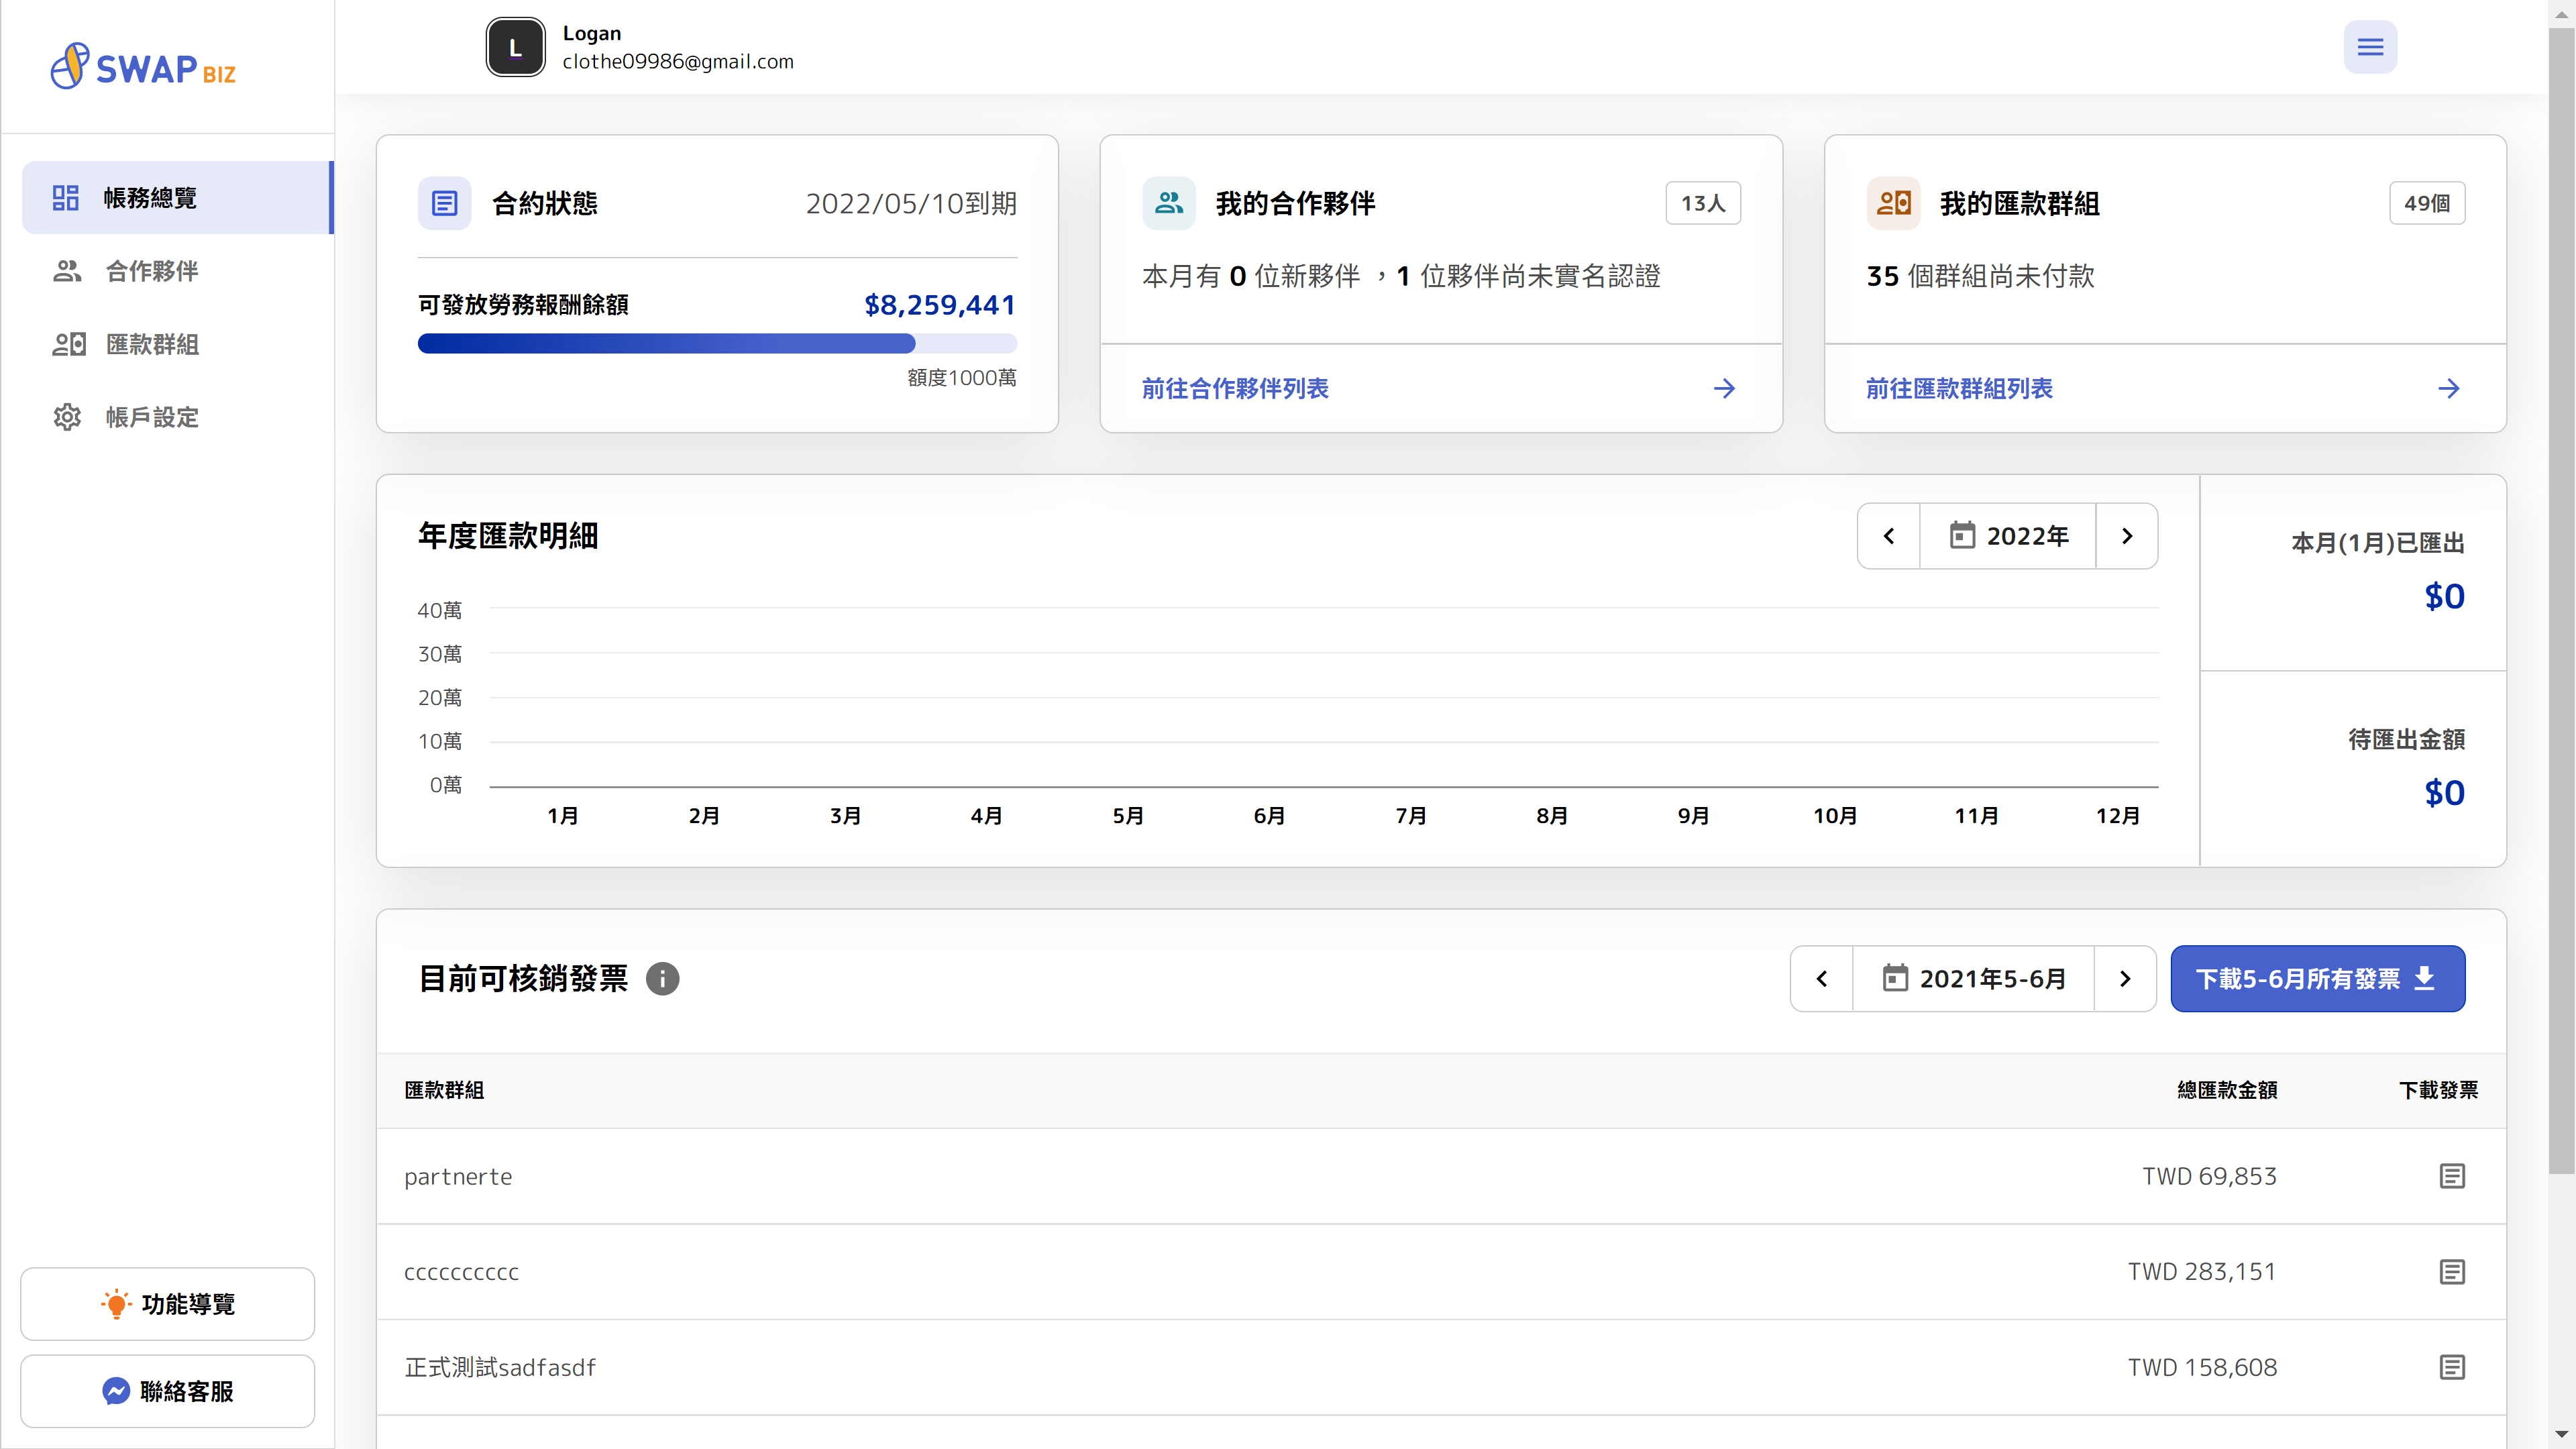 SWAP BIZ
L
Logan
clothe09986@gmail.com
帳務總覽
合作夥伴
匯款群組
帳戶設定
功能導覽
聯絡客服
合約狀態
2022/05/10到期
可發放勞務報酬餘額
$8,259,441
額度1000萬
我的合作夥伴
13人
本月有 0 位新夥伴 ，1 位夥伴尚未實名認證
前往合作夥伴列表
我的匯款群組
49個
35 個群組尚未付款
前往匯款群組列表
年度匯款明細
2022年
40萬
30萬
20萬
10萬
0萬
1月 2月 3月 4月 5月 6月 7月 8月 9月 10月 11月 12月
本月(1月)已匯出
$0
待匯出金額
$0
目前可核銷發票
2021年5-6月
下載5-6月所有發票
匯款群組 總匯款金額 下載發票
partnerte TWD 69,853
cccccccccc TWD 283,151
正式測試sadfasdf TWD 158,608